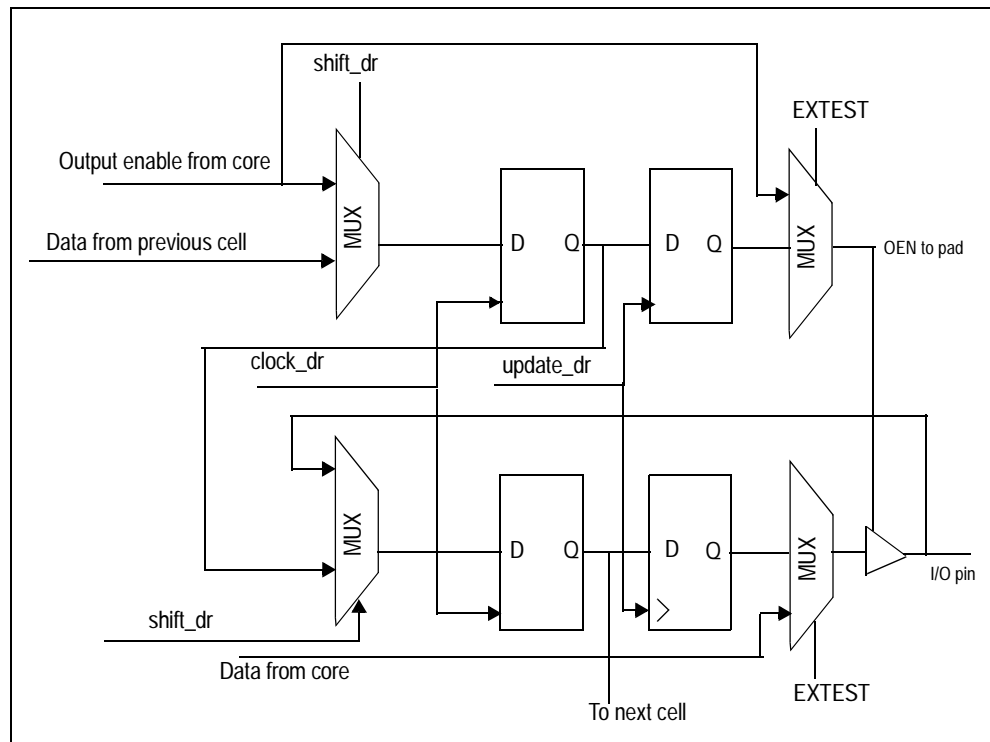 shift_dr
EXTEST
Output enable from core
Data from previous cell
MUX
D Q
D Q
MUX
OEN to pad
clock_dr
update_dr
MUX
D Q
D Q
MUX
I/O pin
shift_dr
Data from core
EXTEST
To next cell